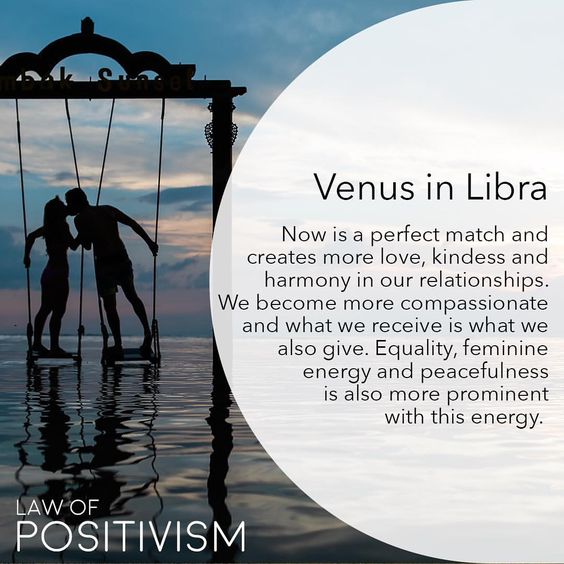 mbok Sunset
Venus in Libra
Now is a perfect match and
creates more love, kindess and
harmony in our relationships.
We become more compassionate
and what we receive is what we
also give. Equality, feminine
energy and peacefulness
is also more prominent
with this energy.
LAW OF
POSITIVISM